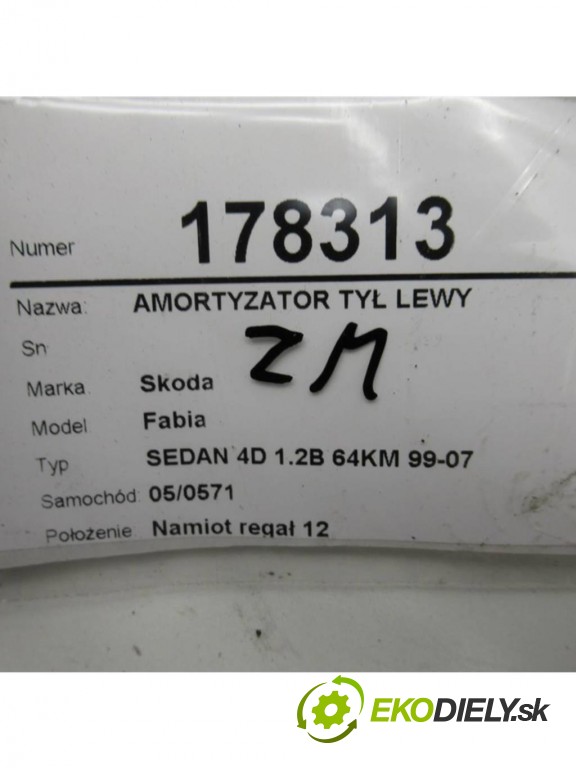 Numer 178313
Nazwa: AMORTYZATOR TYŁ LEWY
Sn ZM
Marka Skoda
Model Fabia
Typ SEDAN 4D 1.2B 64KM 99-07
Samochód: 05/0571
Położenie Namiot regał 12
EKODIELY.sk